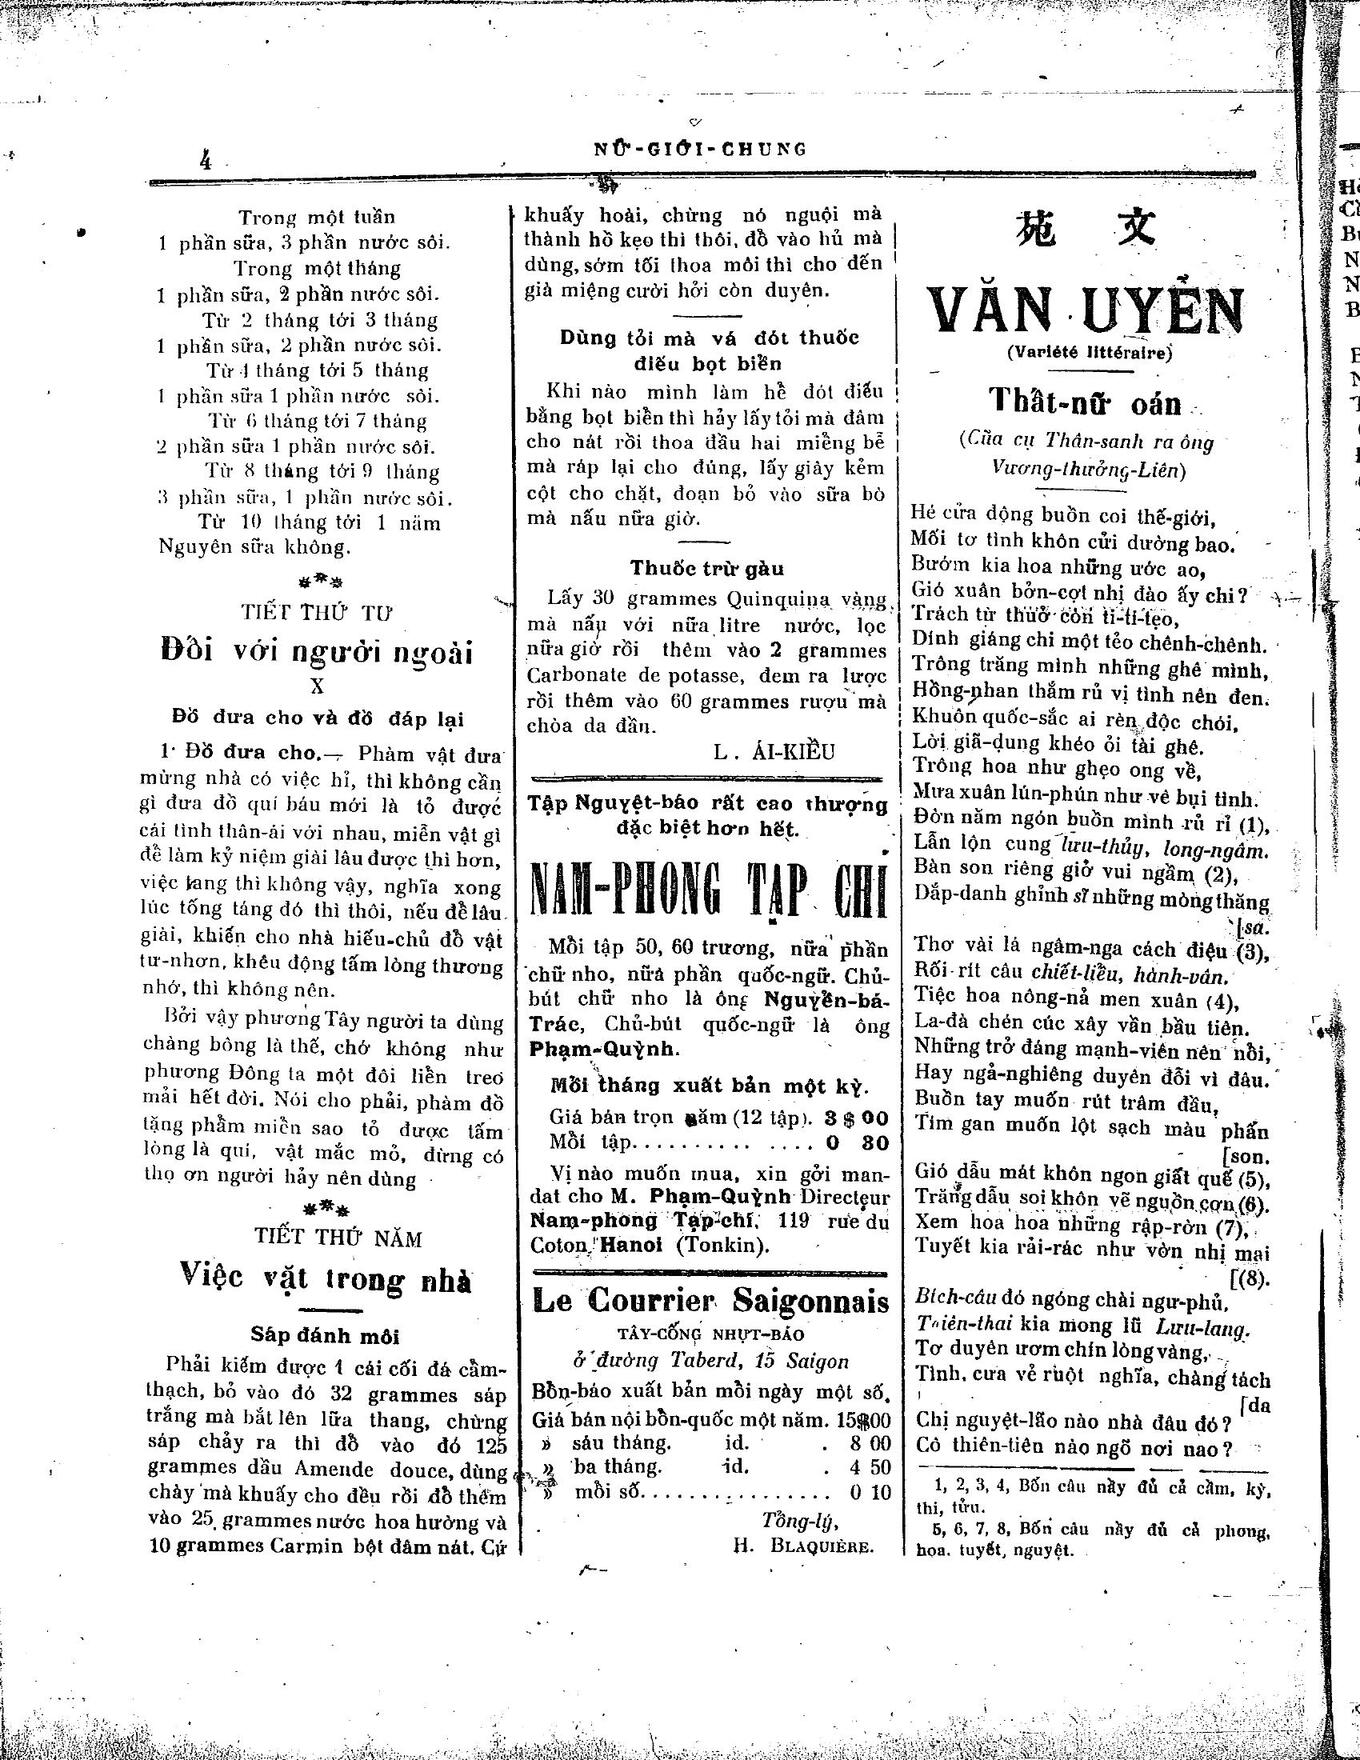 4
NỮ-GIỚI-CHUNG
Trong một tuần
1 phần sữa, 3 phần nước sôi.
Trong một tháng
1 phần sữa, 2 phần nước sôi.
Từ 2 tháng tới 3 tháng
1 phần sữa, 2 phần nước sôi.
Từ 4 tháng tới 5 tháng
1 phần sữa 1 phần nước sôi.
Từ 6 tháng tới 7 tháng
2 phần sữa 1 phần nước sôi.
Từ 8 tháng tới 9 tháng
3 phần sữa, 1 phần nước sôi.
Từ 10 tháng tới 1 năm
Nguyên sữa không.
***
TIẾT THỨ TƯ
Đối với người ngoài
X
Đồ đưa cho và đồ đáp lại
1· Đồ đưa cho.— Phàm vật đưa
mừng nhà có việc hỉ, thì không cần
gì đưa đồ quí báu mới là tỏ được
cái tình thân-ái với nhau, miễn vật gì
để làm kỷ niệm giài lâu được thì hơn,
việc tang thì không vậy, nghĩa xong
lúc tống táng đó thì thôi, nếu để lâu
giài, khiến cho nhà hiếu-chủ đồ vật
tư-nhơn, khêu động tấm lòng thương
nhớ, thì không nên.
Bởi vậy phương Tây người ta dùng
chàng bông là thế, chớ không như
phương Đông ta một đôi liễn treo
mải hết đời. Nói cho phải, phàm đồ
tặng phẩm miễn sao tỏ được tấm
lòng là quí, vật mắc mỏ, đừng có
thọ ơn người hảy nên dùng
***
TIẾT THỨ NĂM
Việc vặt trong nhà
Sáp đánh môi
Phải kiếm được 1 cái cối đá cẩm-
thạch, bỏ vào đó 32 grammes sáp
trắng mà bắt lên lữa thang, chừng
sáp chảy ra thì đổ vào đó 125
grammes dầu Amende douce, dùng
chày mà khuấy cho đều rồi đổ thêm
vào 25 grammes nước hoa hường và
10 grammes Carmin bột đâm nát. Cứ
khuấy hoài, chừng nó nguội mà
thành hồ kẹo thì thôi, đổ vào hủ mà
dùng, sớm tối thoa môi thì cho đến
già miệng cười hởi còn duyên.
Dùng tỏi mà vá đót thuốc
điếu bọt biển
Khi nào mình làm hể đót điếu
bằng bọt biển thì hảy lấy tỏi mà đâm
cho nát rồi thoa đầu hai miếng bể
mà ráp lại cho đúng, lấy giây kẻm
cột cho chặt, đoạn bỏ vào sữa bò
mà nấu nữa giờ.
Thuốc trừ gàu
Lấy 30 grammes Quinquina vàng,
mà nấu với nữa litre nước, lọc
nữa giờ rồi thêm vào 2 grammes
Carbonate de potasse, đem ra lược
rồi thêm vào 60 grammes rượu mà
chòa da đầu.
L. ÁI-KIỀU
Tập Nguyệt-báo rất cao thượng
đặc biệt hơn hết.
NAM-PHONG TẠP CHÍ
Mỗi tập 50, 60 trương, nữa phần
chữ nho, nữa phần quốc-ngữ. Chủ-
bút chữ nho là ông Nguyễn-bá-
Trác, Chủ-bút quốc-ngữ là ông
Phạm-Quỳnh.
Mỗi tháng xuất bản một kỳ.
Giá bán trọn năm (12 tập). 3 $ 00
Mỗi tập.......... .... 0 30
Vị nào muốn mua, xin gởi man-
dat cho M. Phạm-Quỳnh Directeur
Nam-phong Tạp-chí, 119 rue du
Coton, Hanoi (Tonkin).
Le Courrier Saigonnais
TÂY-CỐNG NHỰT-BÁO
ở đường Taberd, 15 Saigon
Bổn-báo xuất bản mỗi ngày một số.
Giá bán nội bổn-quốc một năm. 15$00
» sáu tháng. id. . 8 00
» ba tháng. id. . 4 50
» mỗi số................ 0 10
Tổng-lý,
H. BLAQUIÈRE.
苑 文
VĂN UYỂN
(Variété littéraire)
Thất-nữ oán
(Của cụ Thân-sanh ra ông
Vương-thưởng-Liên)
Hé cửa động buồn coi thế-giới,
Mối tơ tình khôn cửi dường bao.
Bướm kia hoa những ước ao,
Gió xuân bỡn-cợt nhị đào ấy chi?
Trách từ thuở còn ti-ti-tẹo,
Dính giáng chi một tẻo chênh-chênh.
Trông trăng mình những ghê mình,
Hồng-nhan thắm rủ vị tình nên đen.
Khuôn quốc-sắc ai rèn độc chói,
Lời giã-dụng khéo ỏi tài ghê.
Trông hoa như ghẹo ong về,
Mưa xuân lún-phún như vẻ bụi tình.
Đờn năm ngón buồn mình rủ rỉ (1),
Lẫn lộn cung lưu-thủy, long-ngâm.
Bàn son riêng giở vui ngầm (2),
Dắp-danh ghình sĩ những mòng thăng
[sa.
Thơ vài lá ngâm-nga cách điệu (3),
Rối rít câu chiết-liễu, hành-vân.
Tiệc hoa nông-nả men xuân (4),
La-đà chén cúc xây vần bầu tiên.
Những trở đáng mạnh-viên nên nỗi,
Hay ngả-nghiêng duyên đỗi vì đâu.
Buồn tay muốn rút trâm đầu,
Tím gan muốn lột sạch màu phấn
[son.
Gió dẫu mát khôn ngon giất quế (5),
Trăng dẫu soi khôn vẽ nguồn cơn (6).
Xem hoa hoa những rập-rờn (7),
Tuyết kia rải-rác như vờn nhị mai
[(8).
Bích-câu đó ngóng chài ngư-phủ,
Thiên-thai kia mong lũ Lưu-lang.
Tơ duyên ươm chín lòng vàng,
Tình, cưa vẻ ruột nghĩa, chàng tách
[da
Chị nguyệt-lão nào nhà đâu đó?
Cô thiên-tiên nào ngõ nơi nao?
1, 2, 3, 4, Bốn câu nầy đủ cả cầm, kỳ,
thi, tửu.
5, 6, 7, 8, Bốn câu nầy đủ cả phong,
hoa. tuyết, nguyệt.